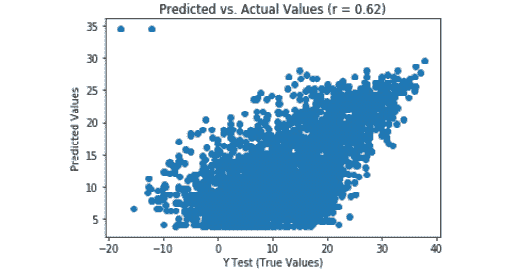 Predicted vs. Actual Values (r = 0.62)
35
30
25
20
15
10
5
Predicted Values
−20 −10 0 10 20 30 40
Y Test (True Values)